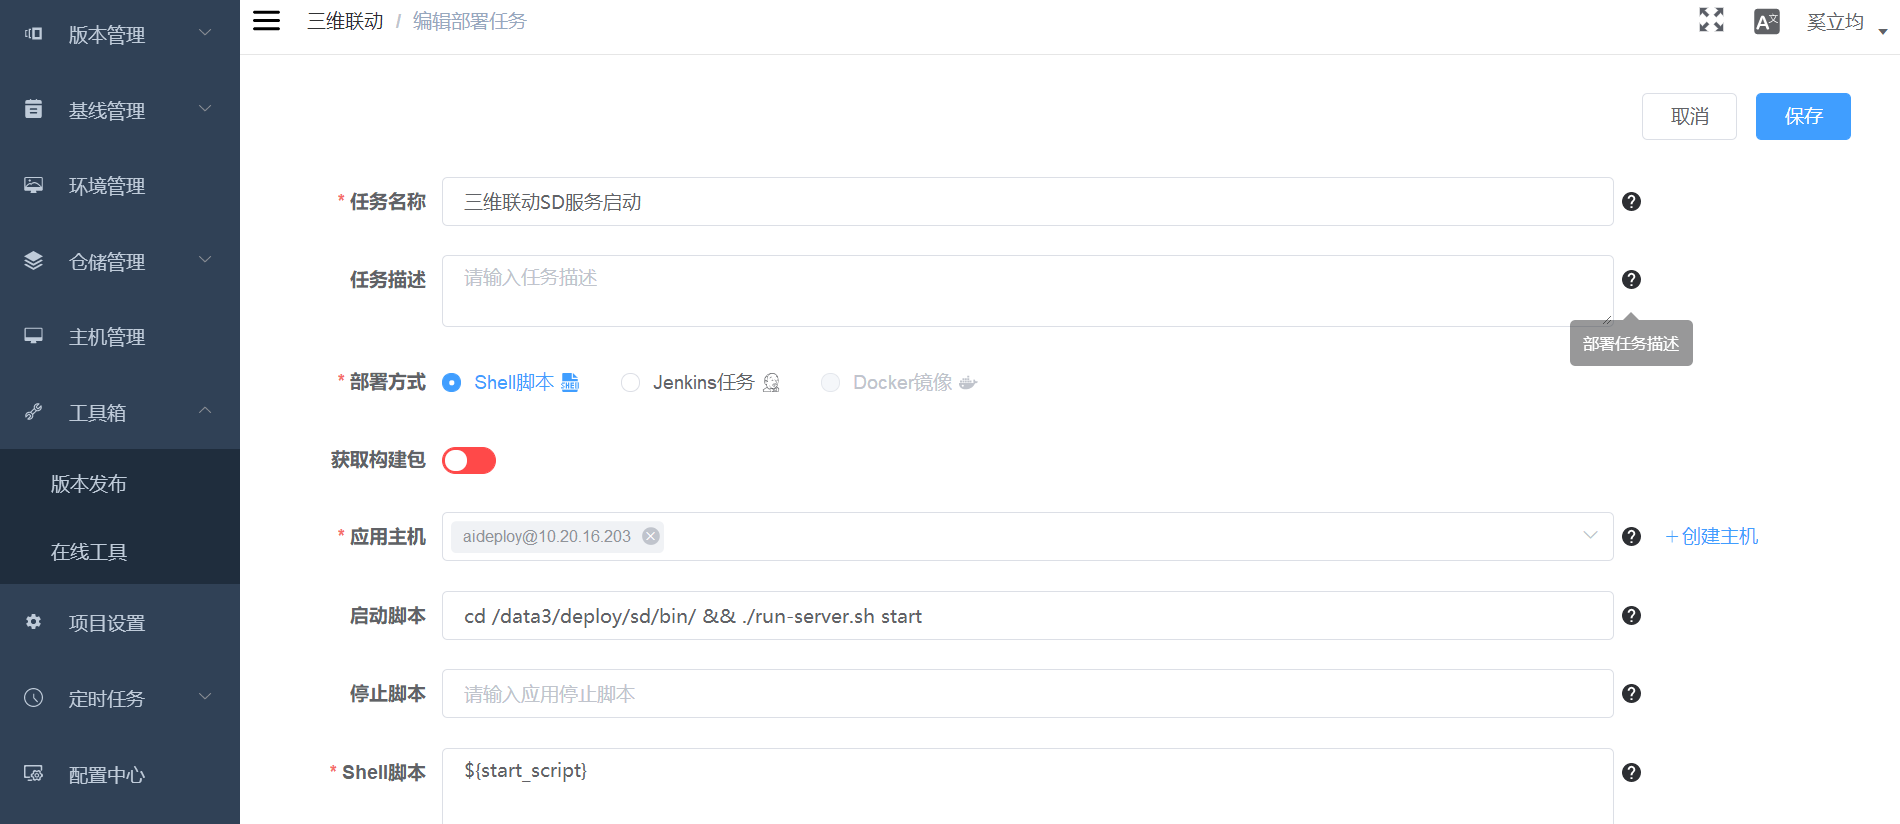 三维联动 / 编辑部署任务
A文
奚立均
版本管理
基线管理
环境管理
仓储管理
主机管理
工具箱
版本发布
在线工具
项目设置
定时任务
配置中心
取消
保存
* 任务名称
三维联动SD服务启动
任务描述
请输入任务描述
部署任务描述
* 部署方式
Shell脚本 SHELL
Jenkins任务
Docker镜像
获取构建包
* 应用主机
aideploy@10.20.16.203
+创建主机
启动脚本
cd /data3/deploy/sd/bin/ && ./run-server.sh start
停止脚本
请输入应用停止脚本
* Shell脚本
${start_script}